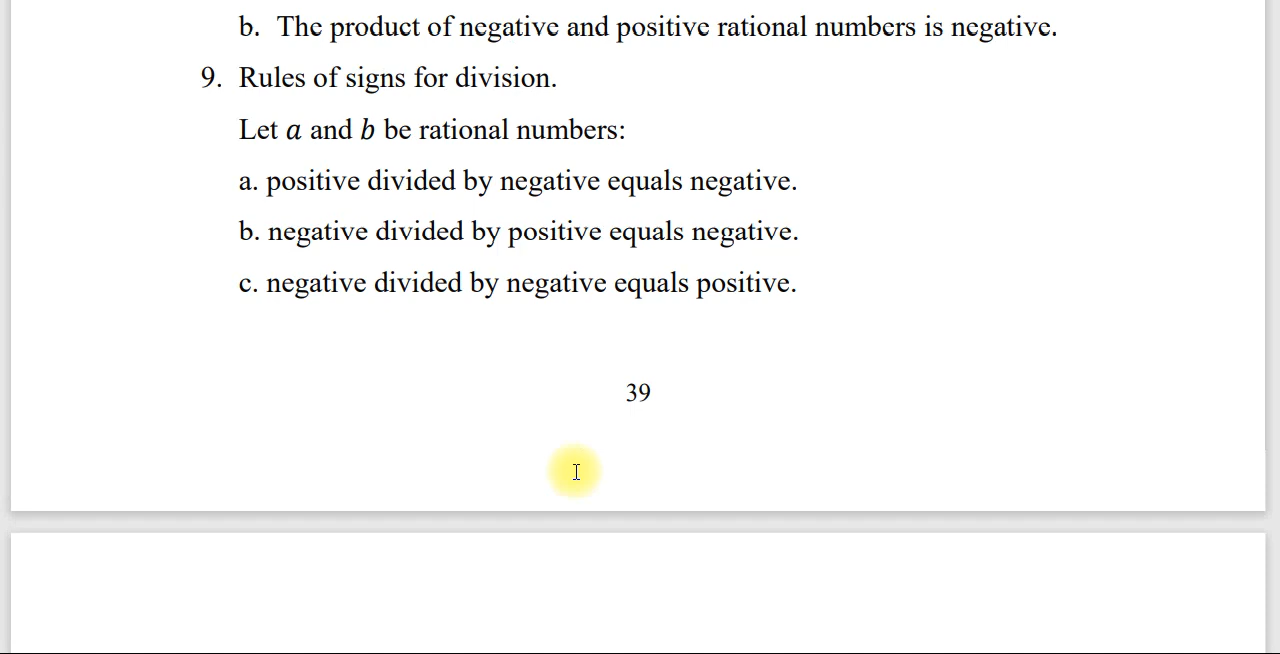 b. The product of negative and positive rational numbers is negative.
9. Rules of signs for division.
Let a and b be rational numbers:
a. positive divided by negative equals negative.
b. negative divided by positive equals negative.
c. negative divided by negative equals positive.
39